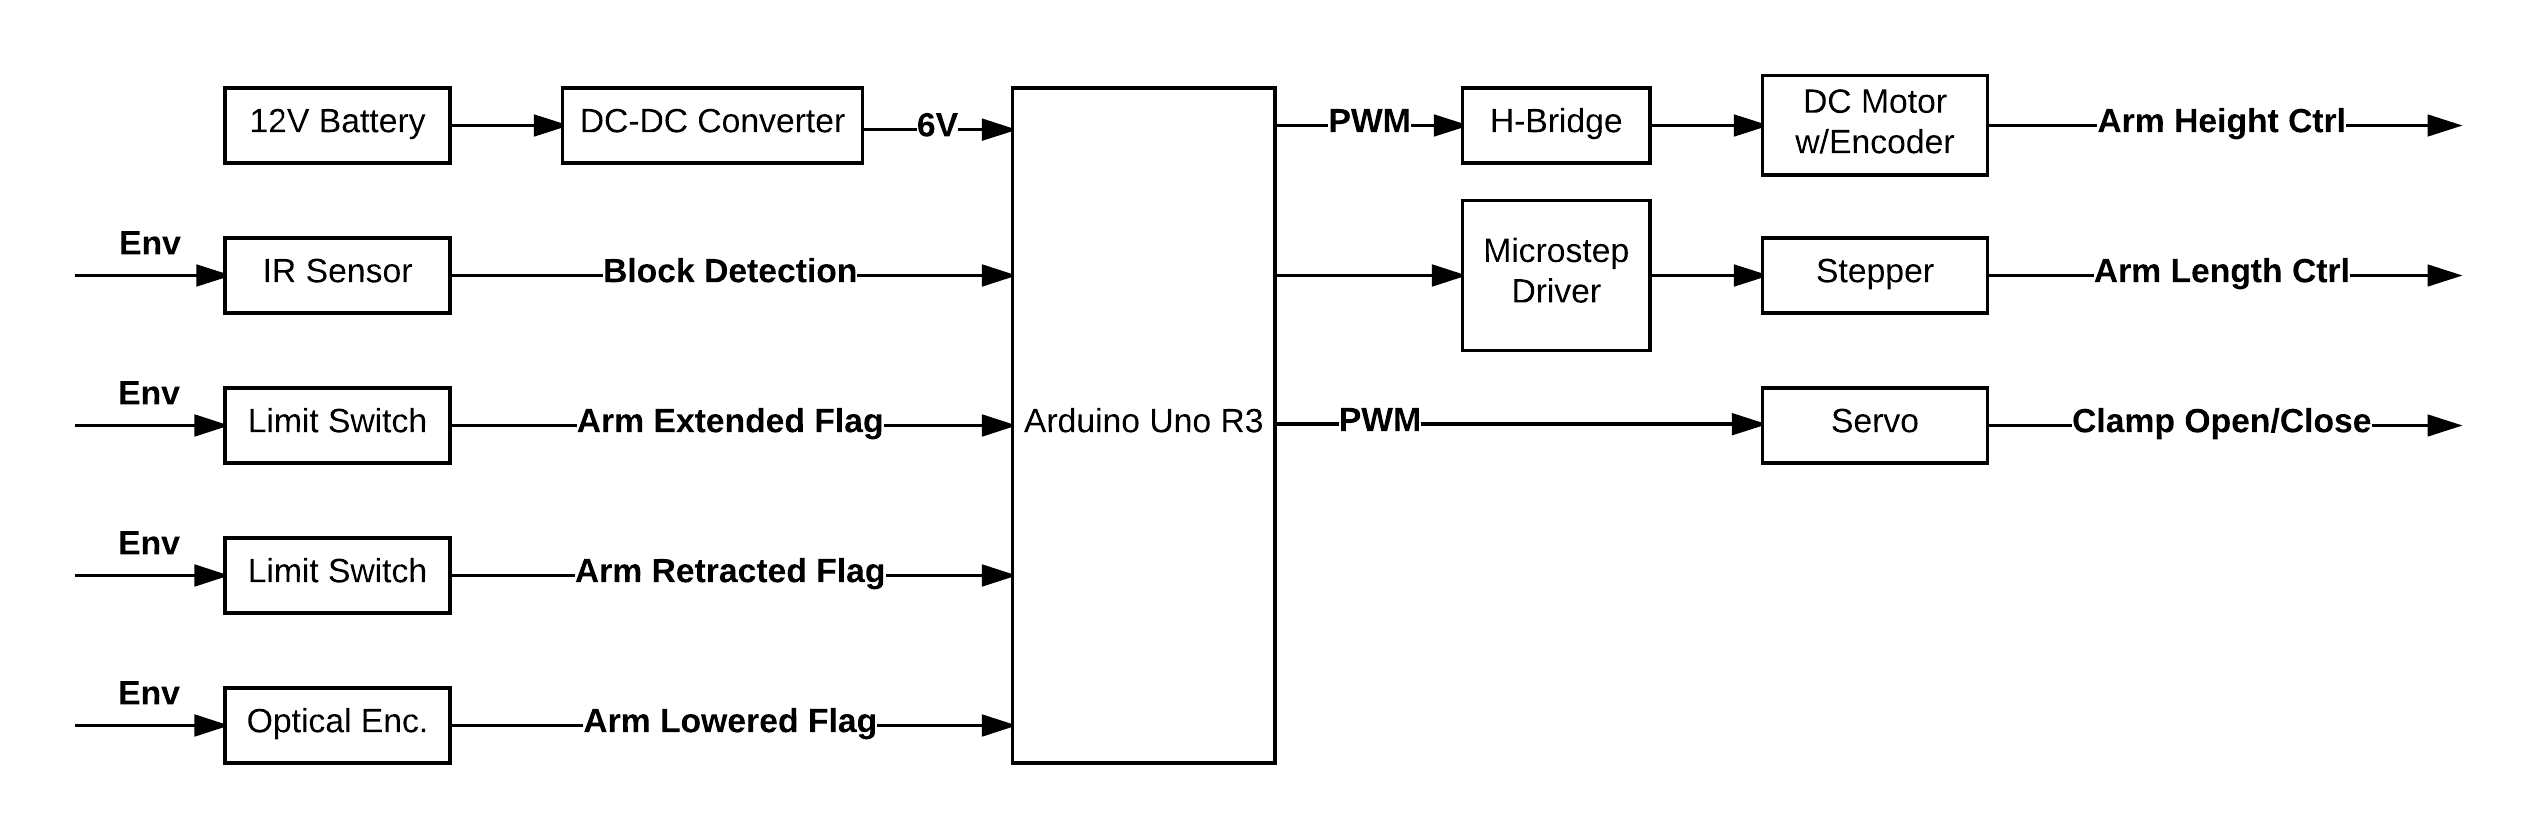 12V Battery
DC-DC Converter
6V
PWM
H-Bridge
DC Motor
w/Encoder
Arm Height Ctrl
Env
IR Sensor
Block Detection
Microstep
Driver
Stepper
Arm Length Ctrl
Env
Limit Switch
Arm Extended Flag
Arduino Uno R3
PWM
Servo
Clamp Open/Close
Env
Limit Switch
Arm Retracted Flag
Env
Optical Enc.
Arm Lowered Flag